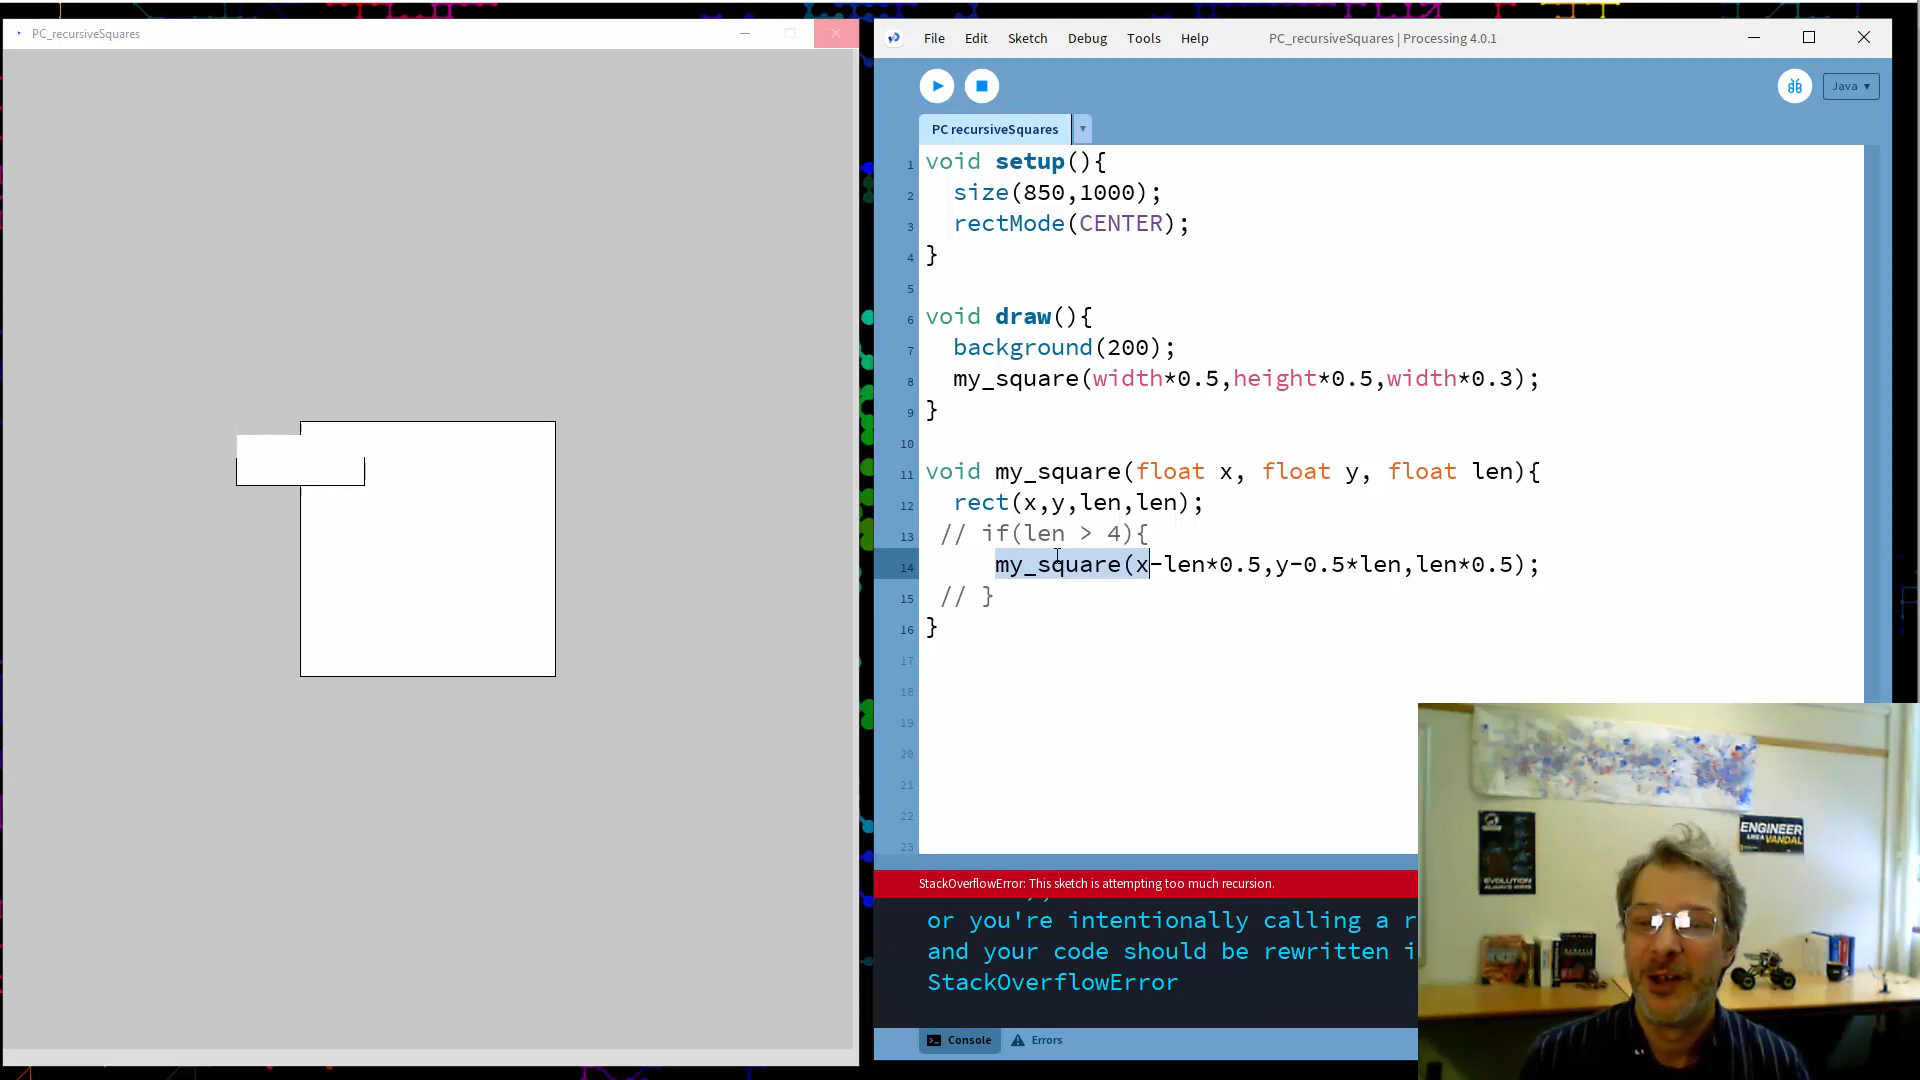 PC_recursiveSquares
File Edit Sketch Debug Tools Help PC_recursiveSquares | Processing 4.0.1
Java
PC recursiveSquares
1 void setup(){
2 size(850,1000);
3 rectMode(CENTER);
4 }
5
6 void draw(){
7 background(200);
8 my_square(width*0.5,height*0.5,width*0.3);
9 }
10
11 void my_square(float x, float y, float len){
12 rect(x,y,len,len);
13 // if(len > 4){
14 my_square(x-len*0.5,y-0.5*len,len*0.5);
15 // }
16 }
17
18
19
20
21
22
23
StackOverflowError: This sketch is attempting too much recursion.
or you're intentionally calling a r
and your code should be rewritten i
StackOverflowError
Console Errors
ENGINEER
LIKE A VANDAL
EVOLUTION
ALWAYS WINS